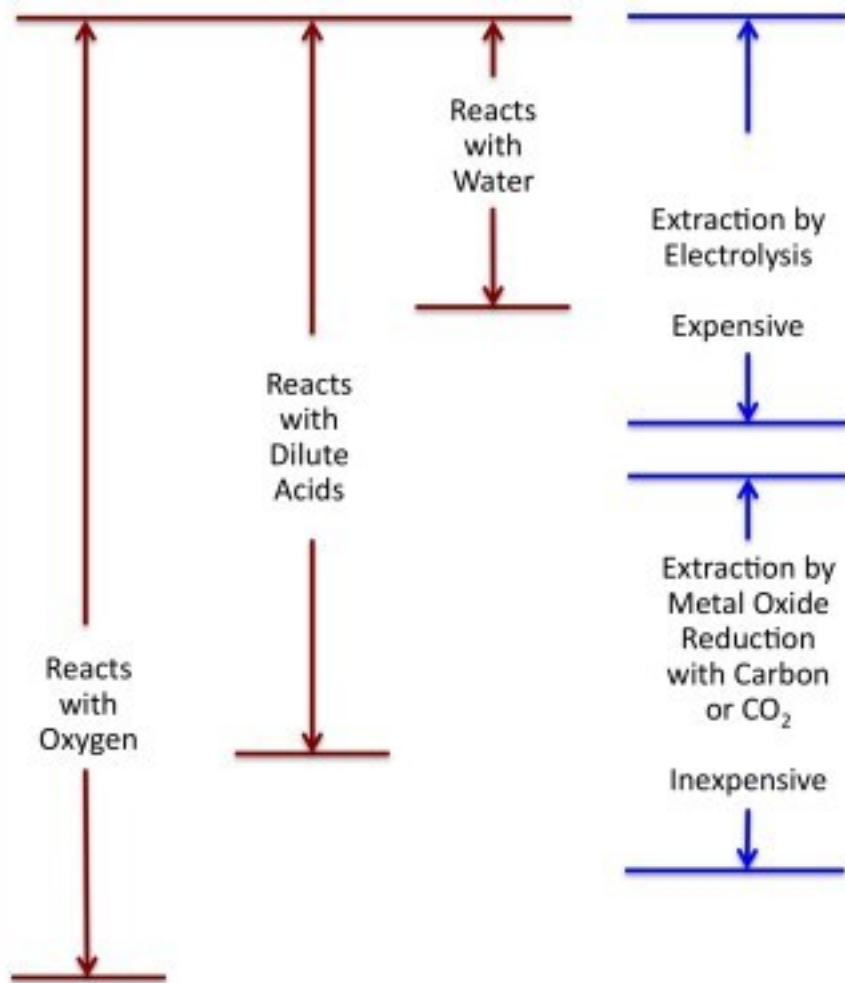 Reacts
with
Water
Extraction by
Electrolysis
Expensive
Reacts
with
Dilute
Acids
Extraction by
Metal Oxide
Reduction
with Carbon
or CO₂
Inexpensive
Reacts
with
Oxygen